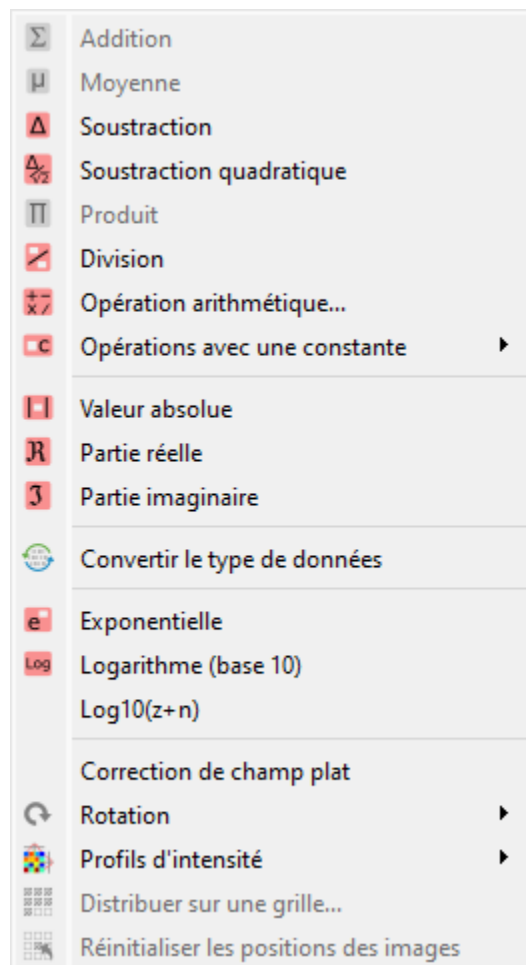 Σ Addition
μ Moyenne
Δ Soustraction
Δ/√2 Soustraction quadratique
Π Produit
Division
+ - x / Opération arithmétique...
C Opérations avec une constante
Valeur absolue
ℜ Partie réelle
ℑ Partie imaginaire
Convertir le type de données
e Exponentielle
Log Logarithme (base 10)
Log10(z+n)
Correction de champ plat
Rotation
Profils d'intensité
Distribuer sur une grille...
Réinitialiser les positions des images